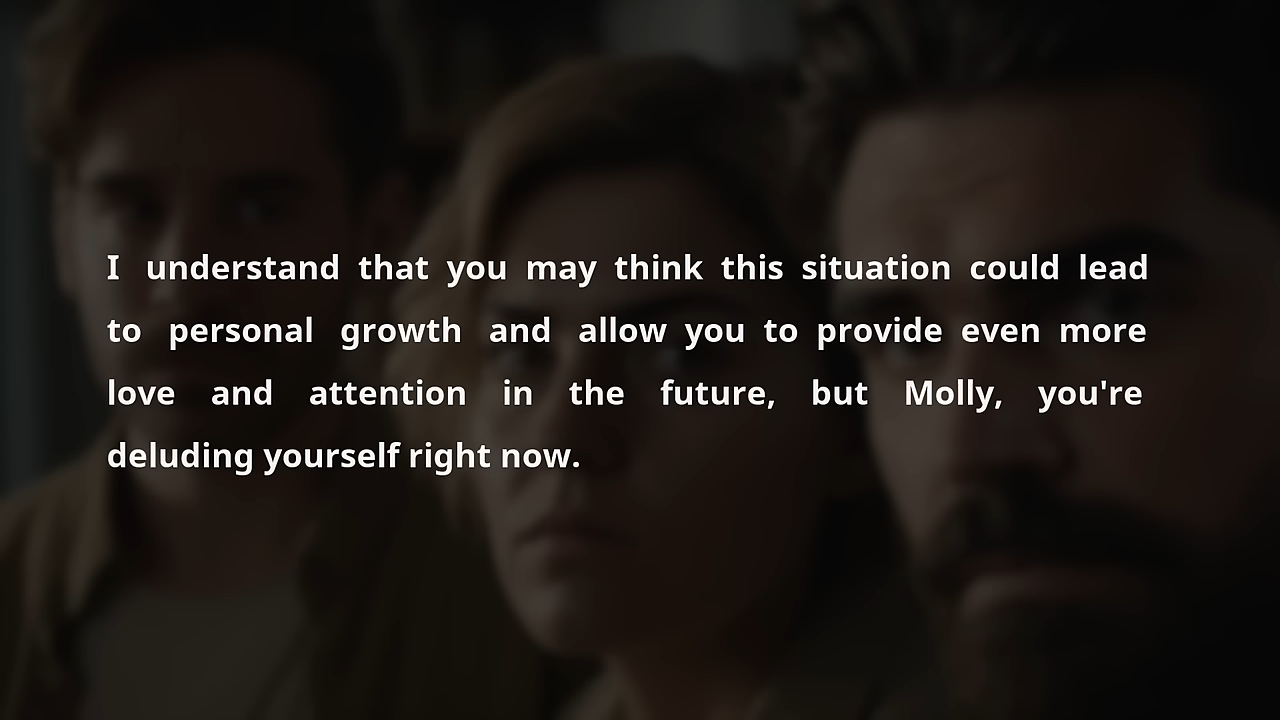 I understand that you may think this situation could lead
to personal growth and allow you to provide even more
love and attention in the future, but Molly, you're
deluding yourself right now.